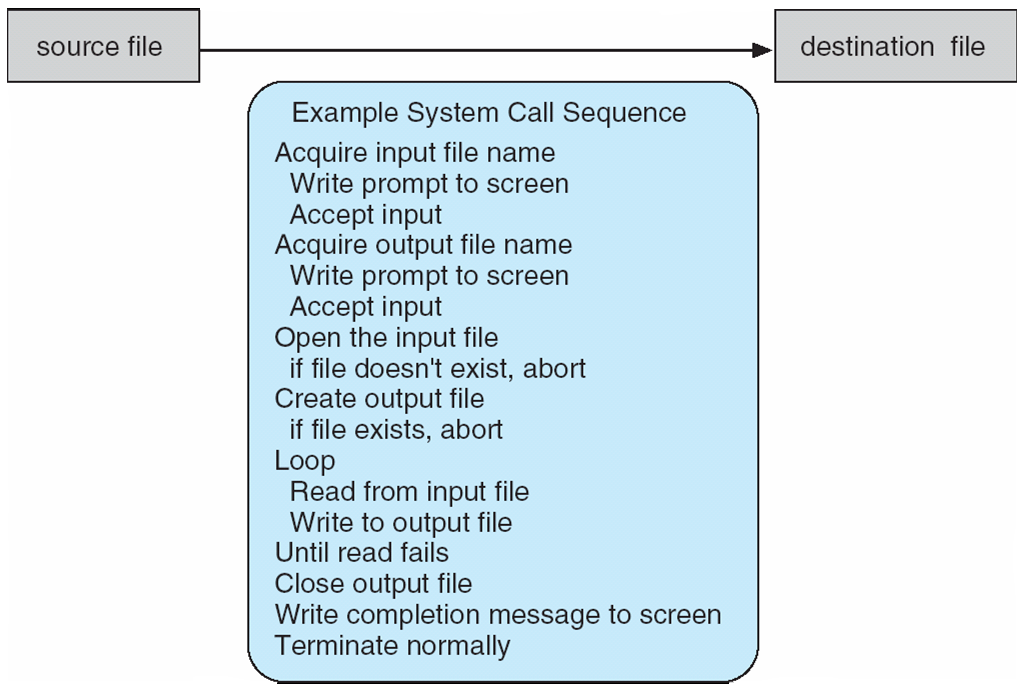 source file
destination file
Example System Call Sequence
Acquire input file name
Write prompt to screen
Accept input
Acquire output file name
Write prompt to screen
Accept input
Open the input file
if file doesn't exist, abort
Create output file
if file exists, abort
Loop
Read from input file
Write to output file
Until read fails
Close output file
Write completion message to screen
Terminate normally